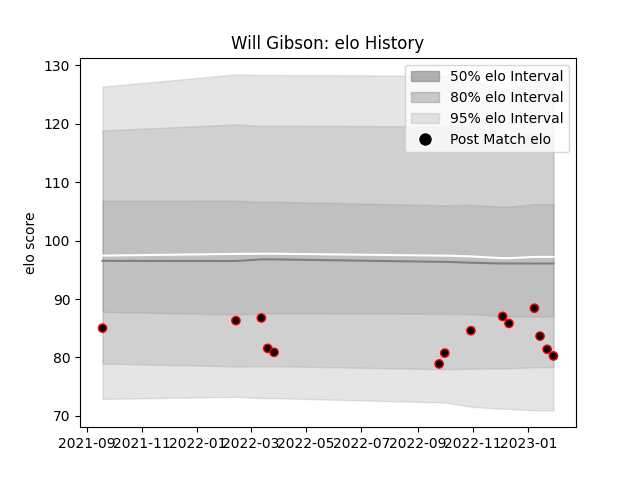 Will Gibson: elo History
130
120
110
100
90
80
70
elo score
50% elo Interval
80% elo Interval
95% elo Interval
Post Match elo
2021-09 2021-11 2022-01 2022-03 2022-05 2022-07 2022-09 2022-11 2023-01